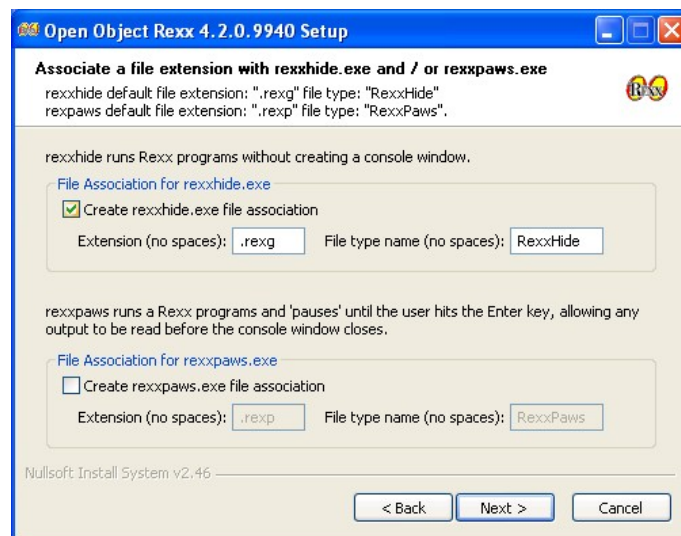 Open Object Rexx 4.2.0.9940 Setup
Associate a file extension with rexxhide.exe and / or rexxpaws.exe
rexxhide default file extension: ".rexg" file type: "RexxHide"
rexpaws default file extension: ".rexp" file type: "RexxPaws".
Rexx
rexxhide runs Rexx programs without creating a console window.
File Association for rexxhide.exe
Create rexxhide.exe file association
Extension (no spaces): .rexg File type name (no spaces): RexxHide
rexxpaws runs a Rexx programs and 'pauses' until the user hits the Enter key, allowing any
output to be read before the console window closes.
File Association for rexxpaws.exe
Create rexxpaws.exe file association
Extension (no spaces): .rexp File type name (no spaces): RexxPaws
Nullsoft Install System v2.46
< Back Next > Cancel